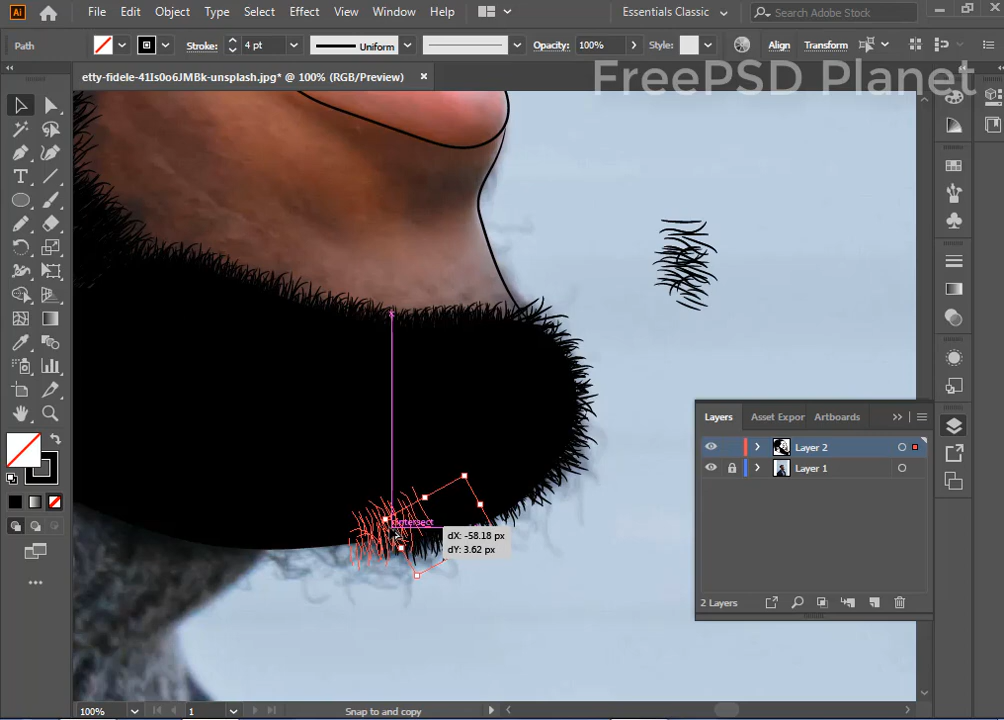 Ai File Edit Object Type Select Effect View Window Help Essentials Classic Search Adobe Stock
Path Stroke: 4 pt Uniform Opacity: 100% Style: Align Transform
etty-fidele-41Is0o6JMBk-unsplash.jpg* @ 100% (RGB/Preview)
FreePSD Planet
Layers Asset Expor Artboards
Layer 2
Layer 1
intersect
dX: -58.18 px
dY: 3.62 px
2 Layers
100% 1 Snap to and copy